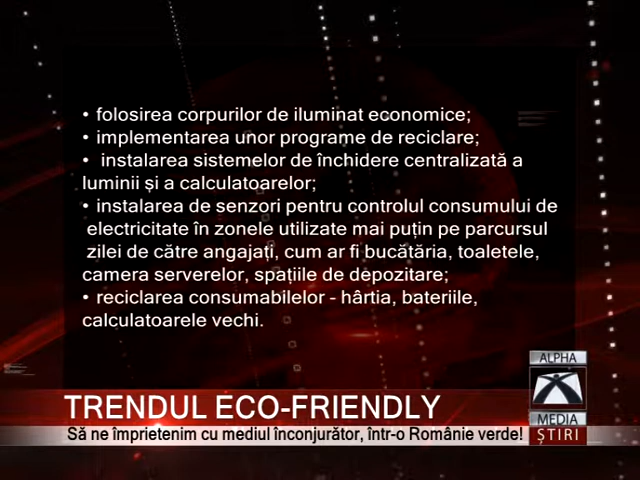 • folosirea corpurilor de iluminat economice;
• implementarea unor programe de reciclare;
• instalarea sistemelor de închidere centralizată a
luminii și a calculatoarelor;
• instalarea de senzori pentru controlul consumului de
electricitate în zonele utilizate mai puțin pe parcursul
zilei de către angajați, cum ar fi bucătăria, toaletele,
camera serverelor, spațiile de depozitare;
• reciclarea consumabilelor - hârtia, bateriile,
calculatoarele vechi.
ALPHA
MEDIA
ȘTIRI
TRENDUL ECO-FRIENDLY
Să ne împrietenim cu mediul înconjurător, într-o Românie verde!